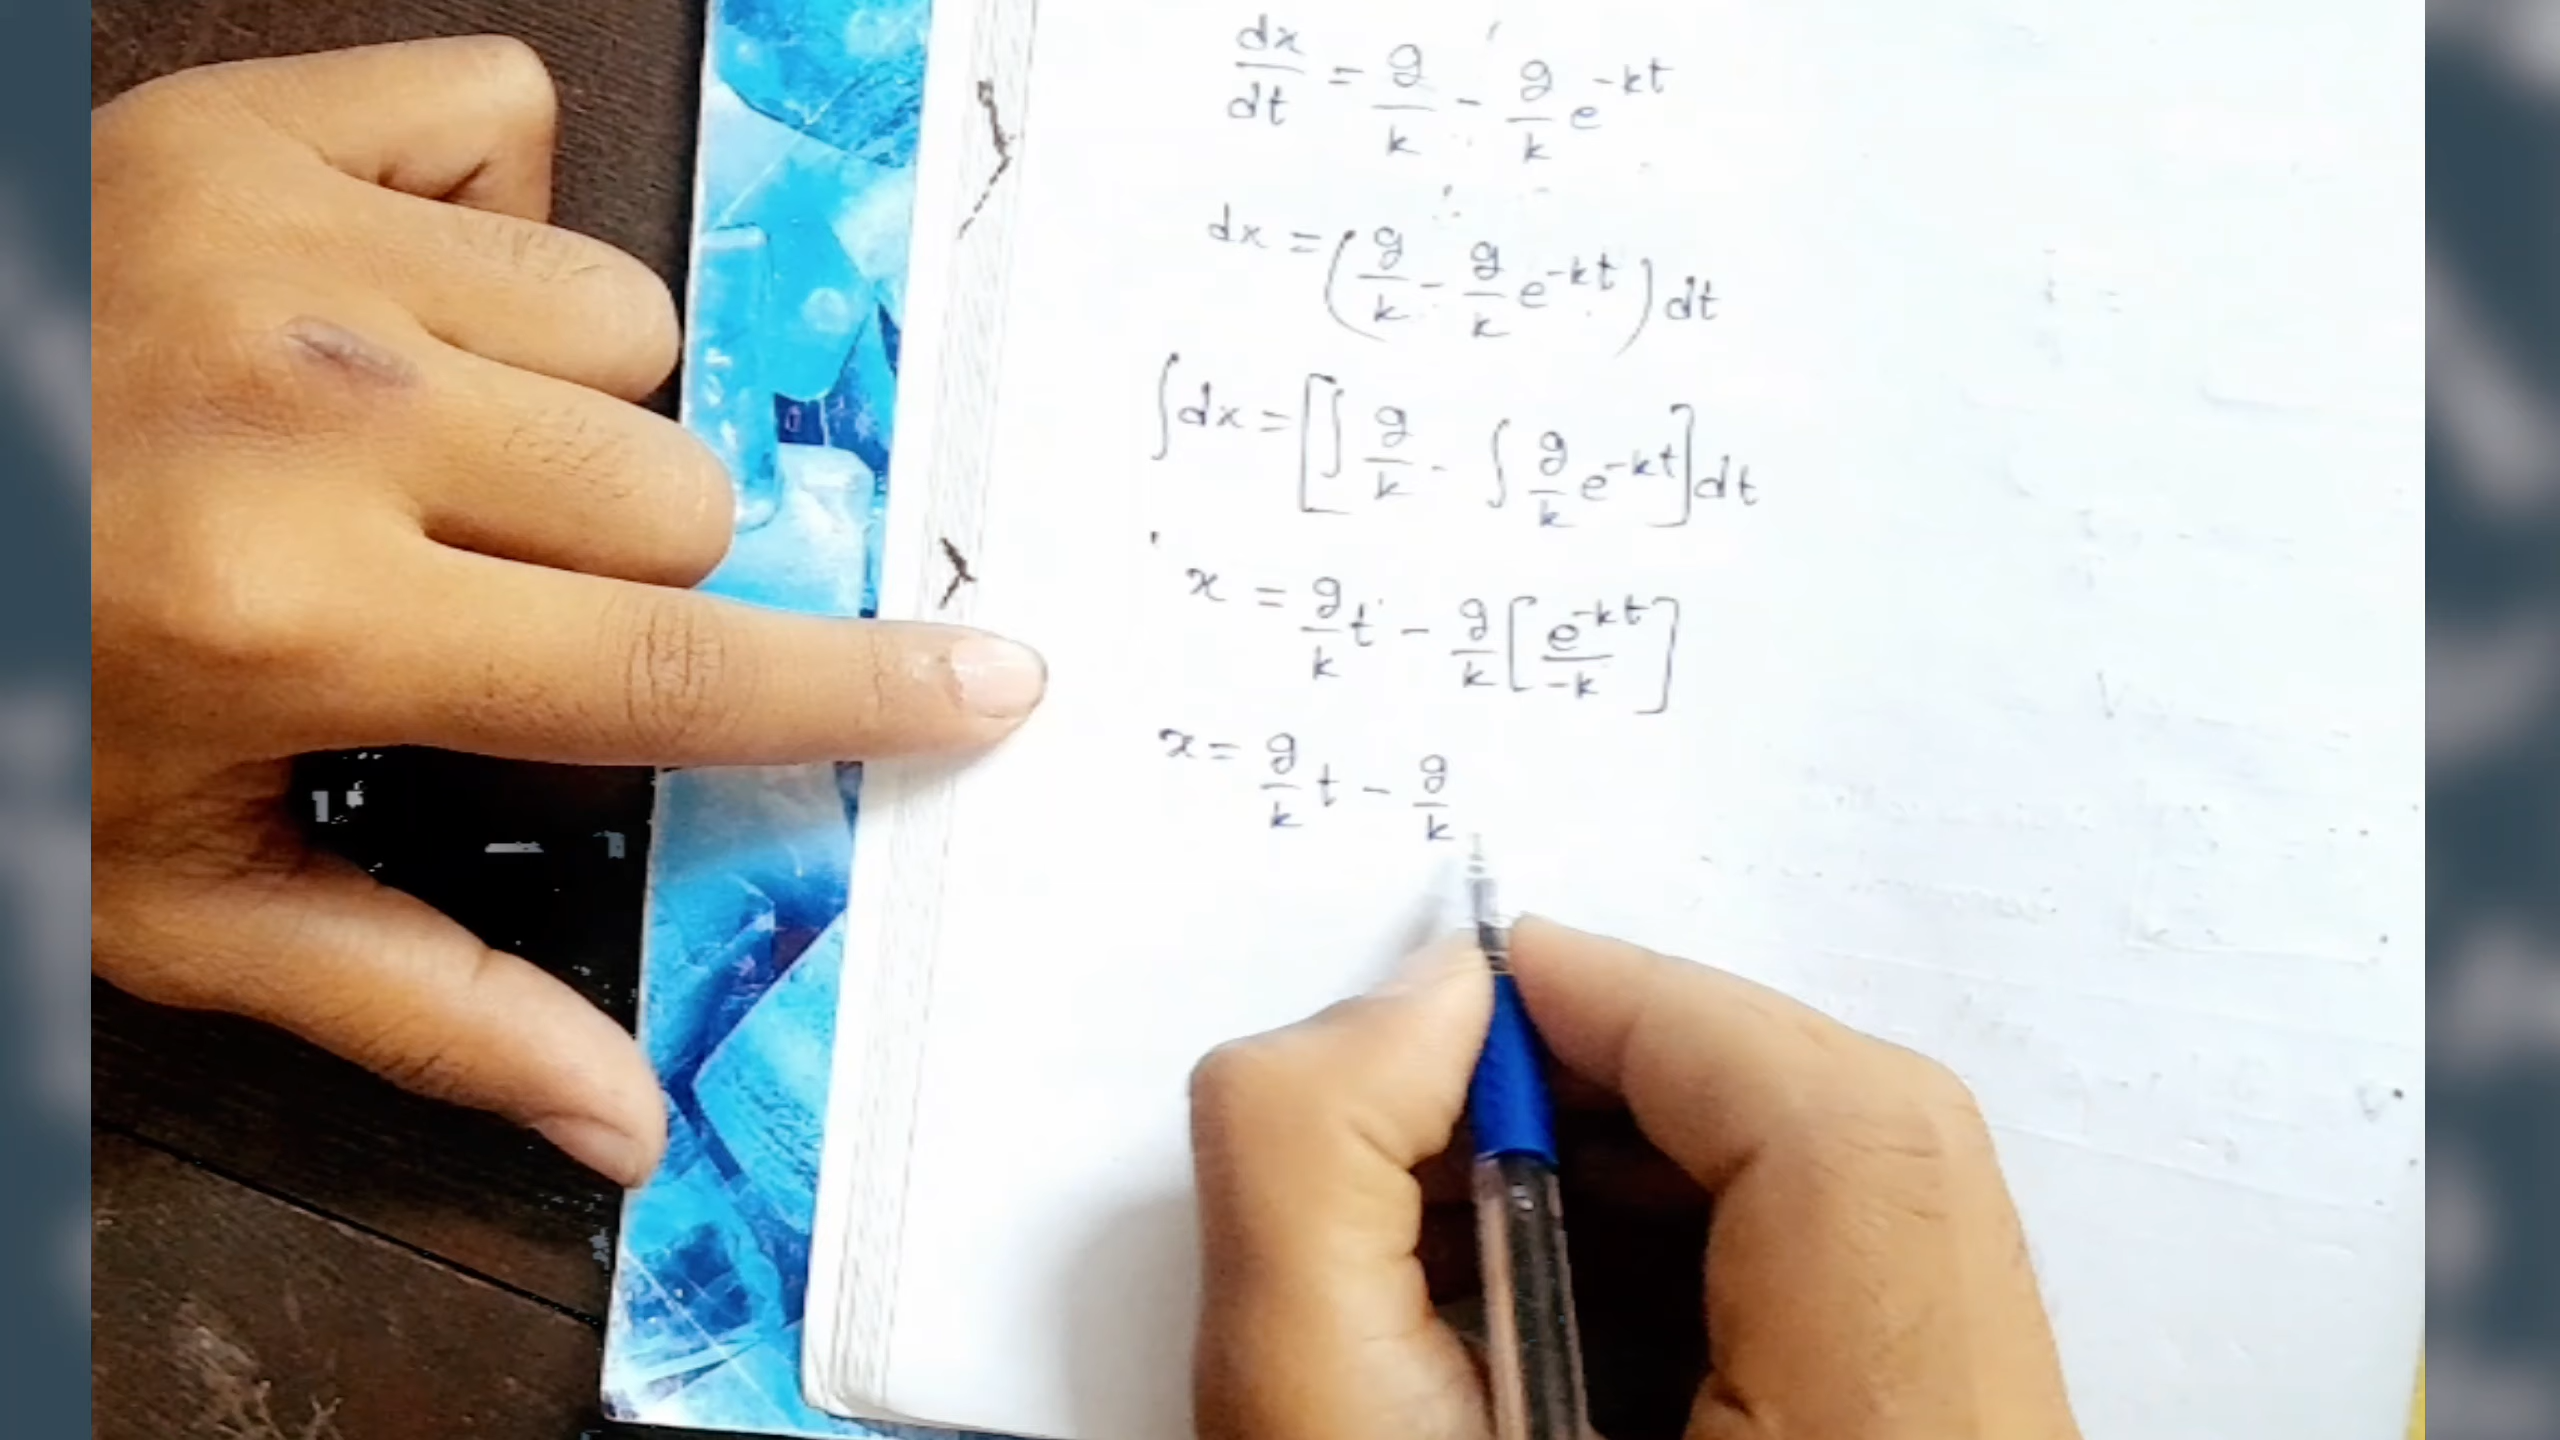 dx/dt = g/k - g/k e^-kt
dx = (g/k - g/k e^-kt) dt
∫dx = [∫ g/k - ∫ g/k e^-kt] dt
x = g/k t - g/k [e^-kt/-k]
x = g/k t - g/k